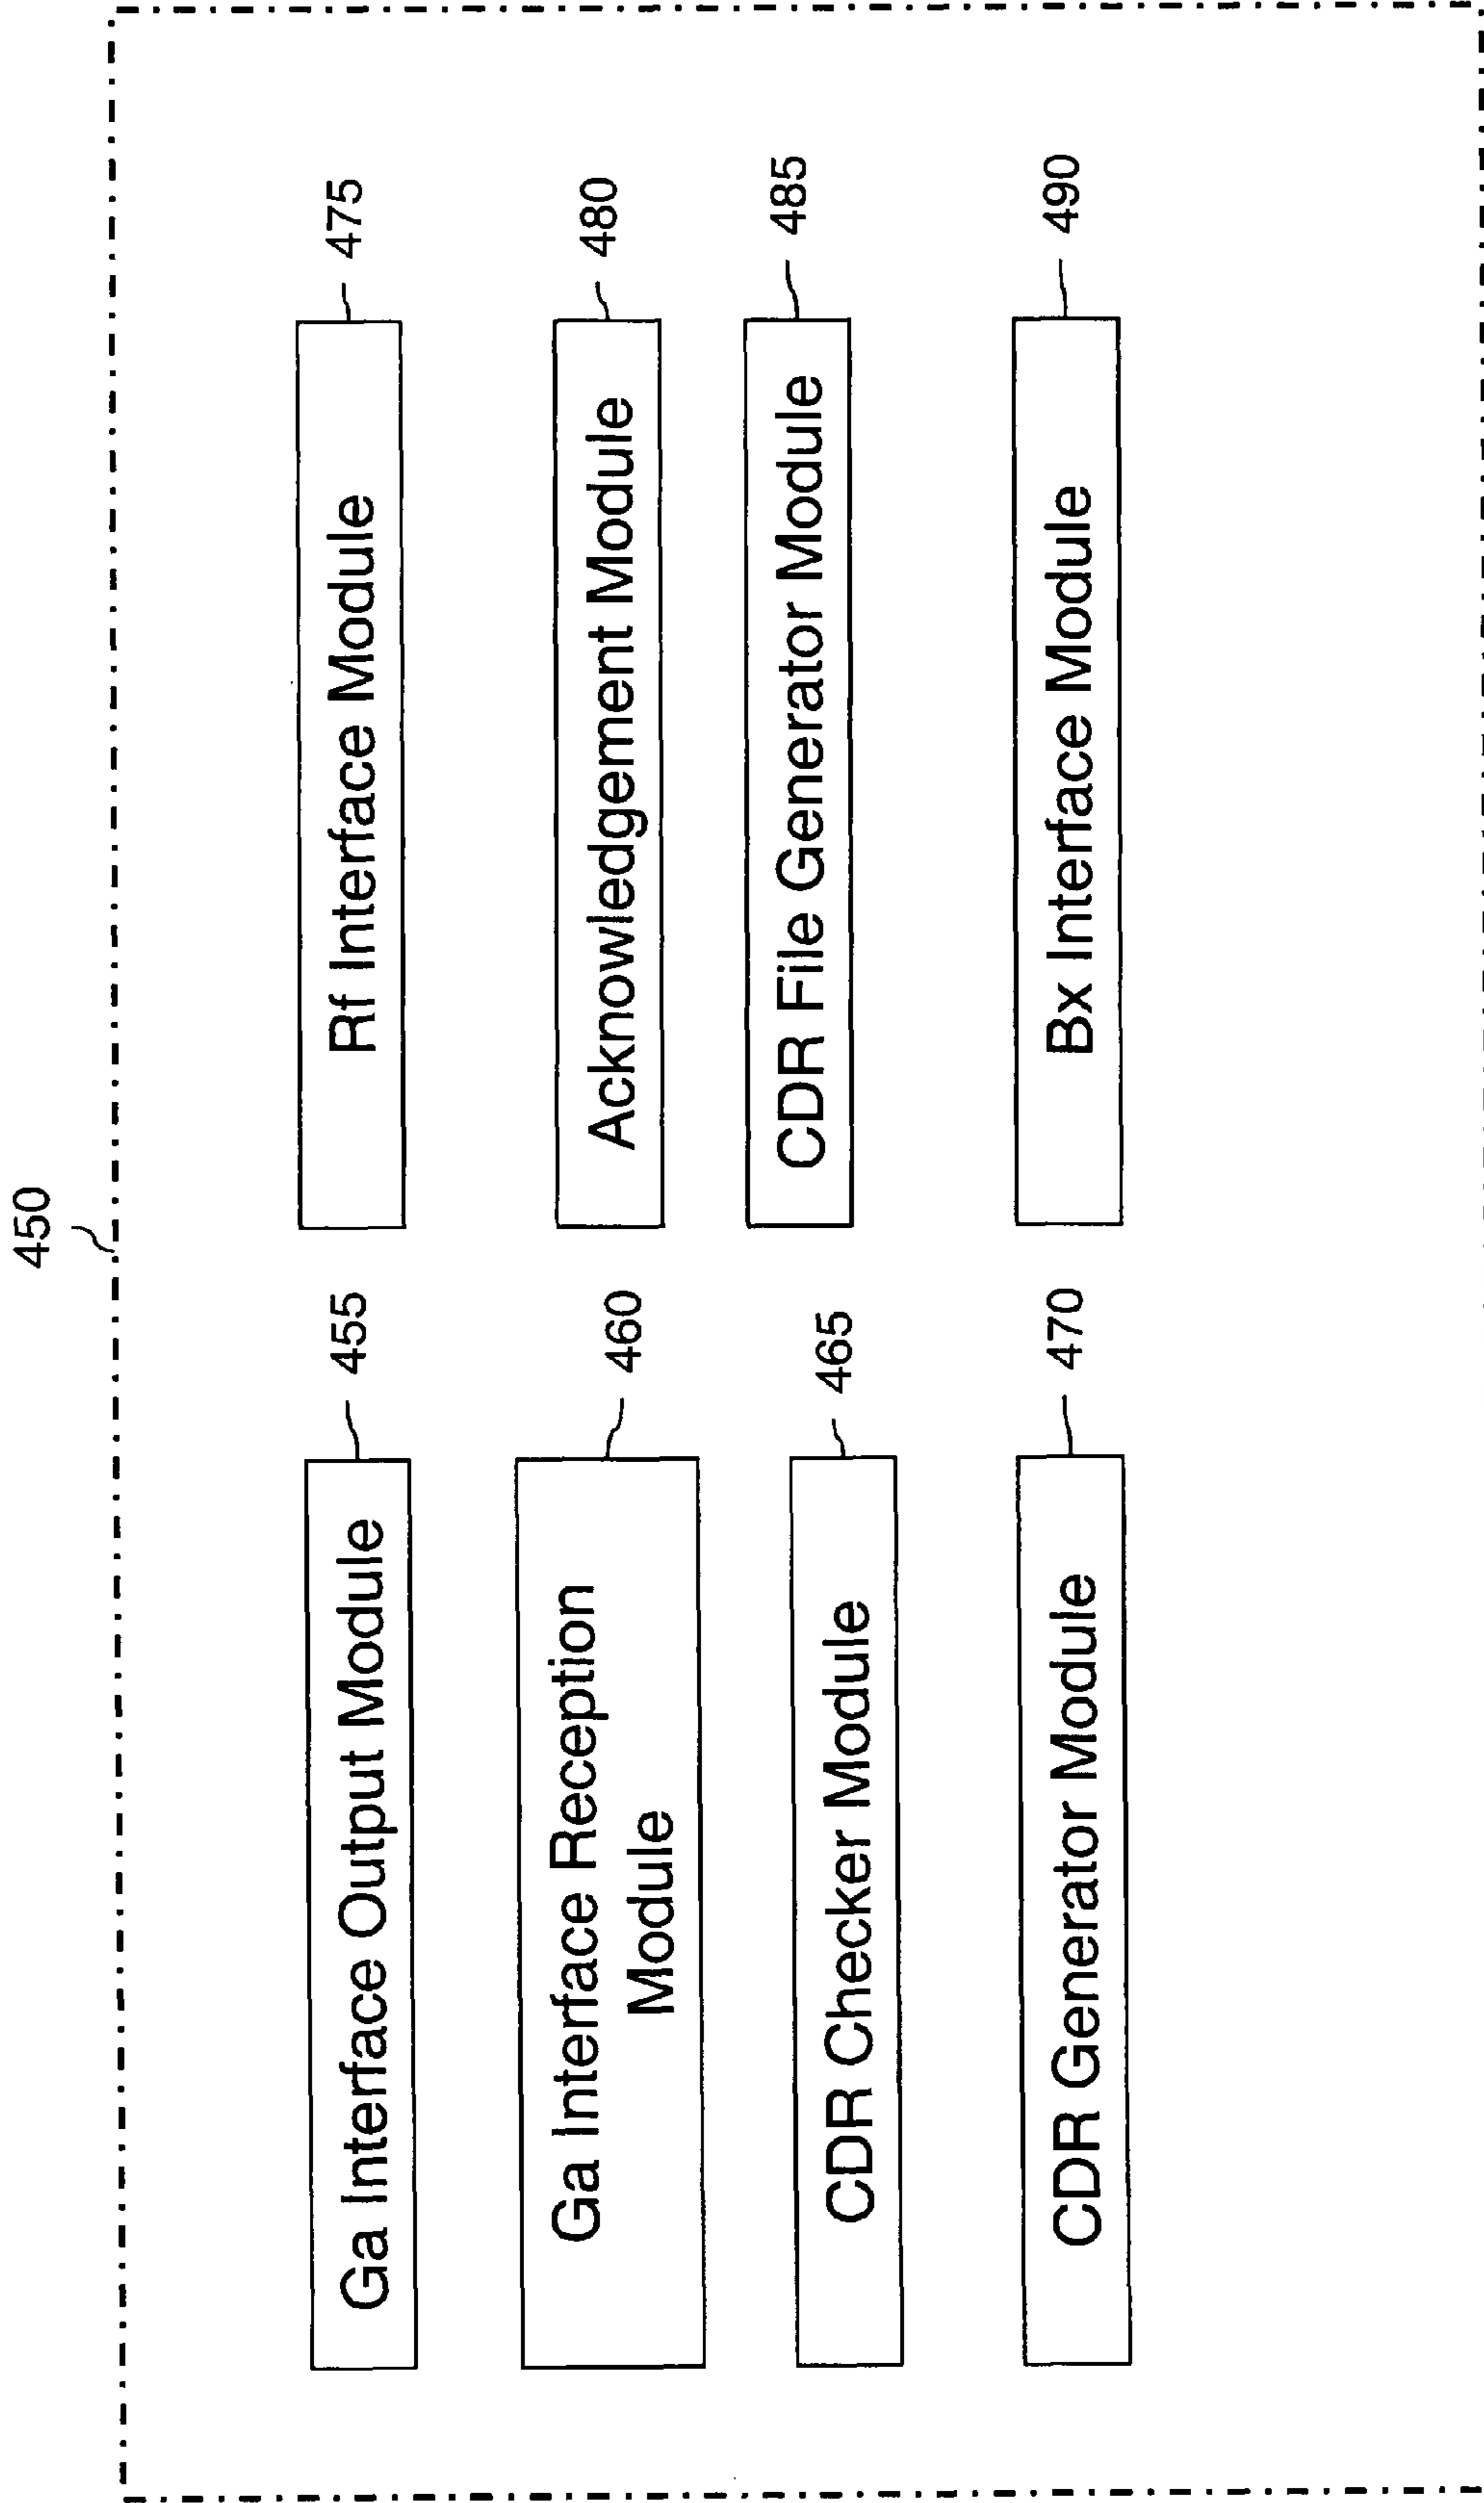 450
Ga Interface Output Module
455
Ga Interface Reception
Module
460
CDR Checker Module
465
CDR Generator Module
470
Rf Interface Module
475
Acknowledgement Module
480
CDR File Generator Module
485
Bx Interface Module
490